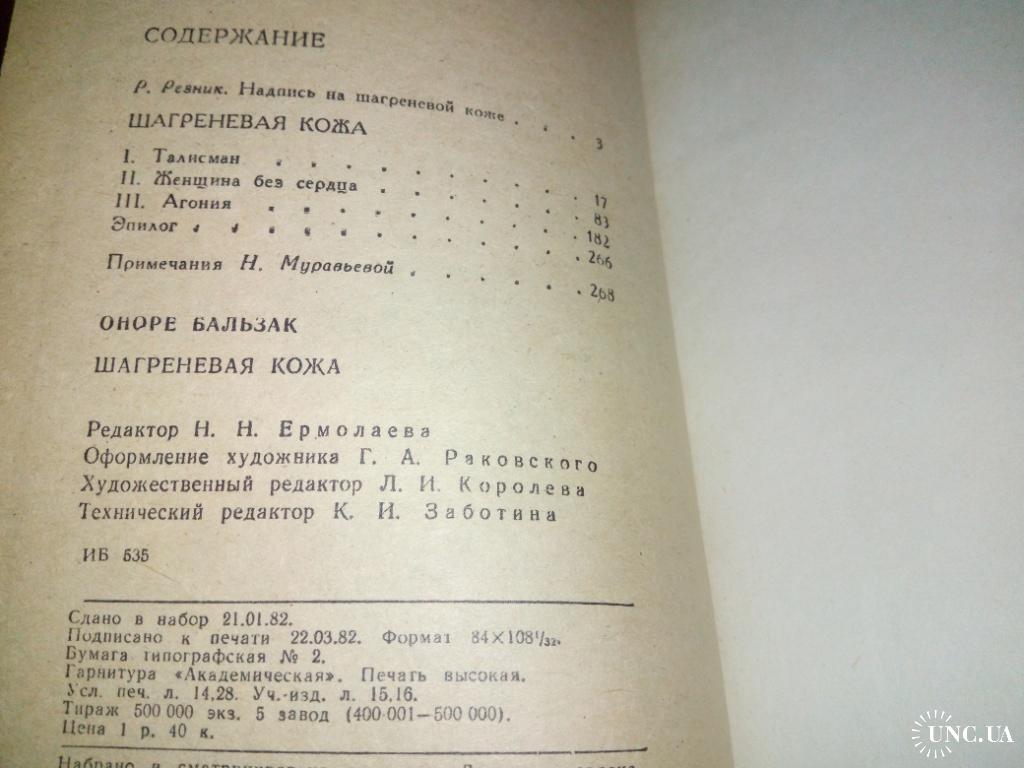 СОДЕРЖАНИЕ
Р. Резник. Надпись на шагреневой коже . . . 3
ШАГРЕНЕВАЯ КОЖА
I. Талисман . . . . . . . . . 17
II. Женщина без сердца . . . . . . 83
III. Агония . . . . . . . . . 182
Эпилог . . . . . . . . . . 266
Примечания Н. Муравьевой . . . . . . 268
ОНОРЕ БАЛЬЗАК
ШАГРЕНЕВАЯ КОЖА
Редактор Н. Н. Ермолаева
Оформление художника Г. А. Раковского
Художественный редактор Л. И. Королева
Технический редактор К. И. Заботина
ИБ 535
Сдано в набор 21.01.82.
Подписано к печати 22.03.82. Формат 84×108¹/₃₂.
Бумага типографская № 2.
Гарнитура «Академическая». Печать высокая.
Усл. печ. л. 14,28. Уч.-изд. л. 15,16.
Тираж 500 000 экз. 5 завод (400 001—500 000).
Цена 1 р. 40 к.
Набрано и
UNC.UA